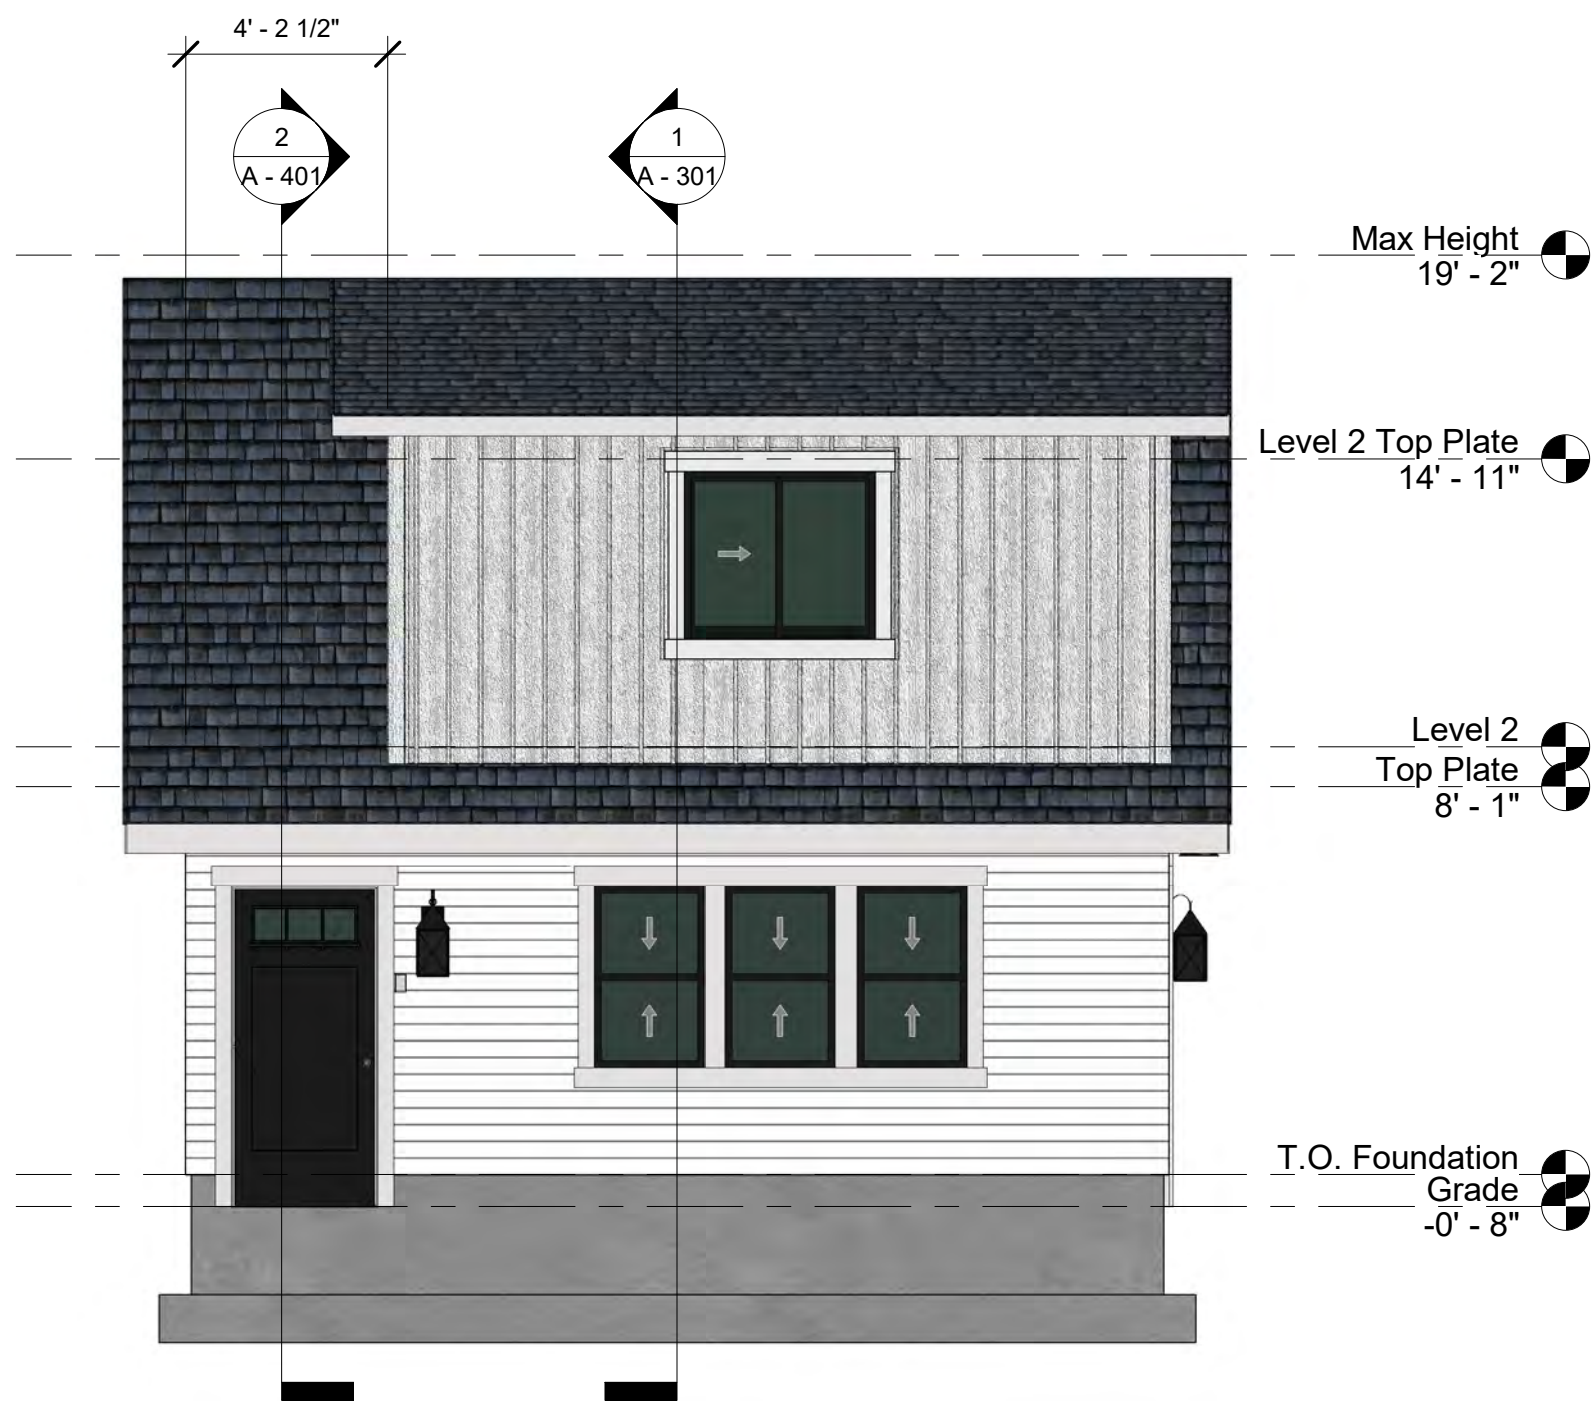 4' - 2 1/2"
2
A - 401
1
A - 301
Max Height
19' - 2"
Level 2 Top Plate
14' - 11"
Level 2
Top Plate
8' - 1"
T.O. Foundation
Grade
-0' - 8"